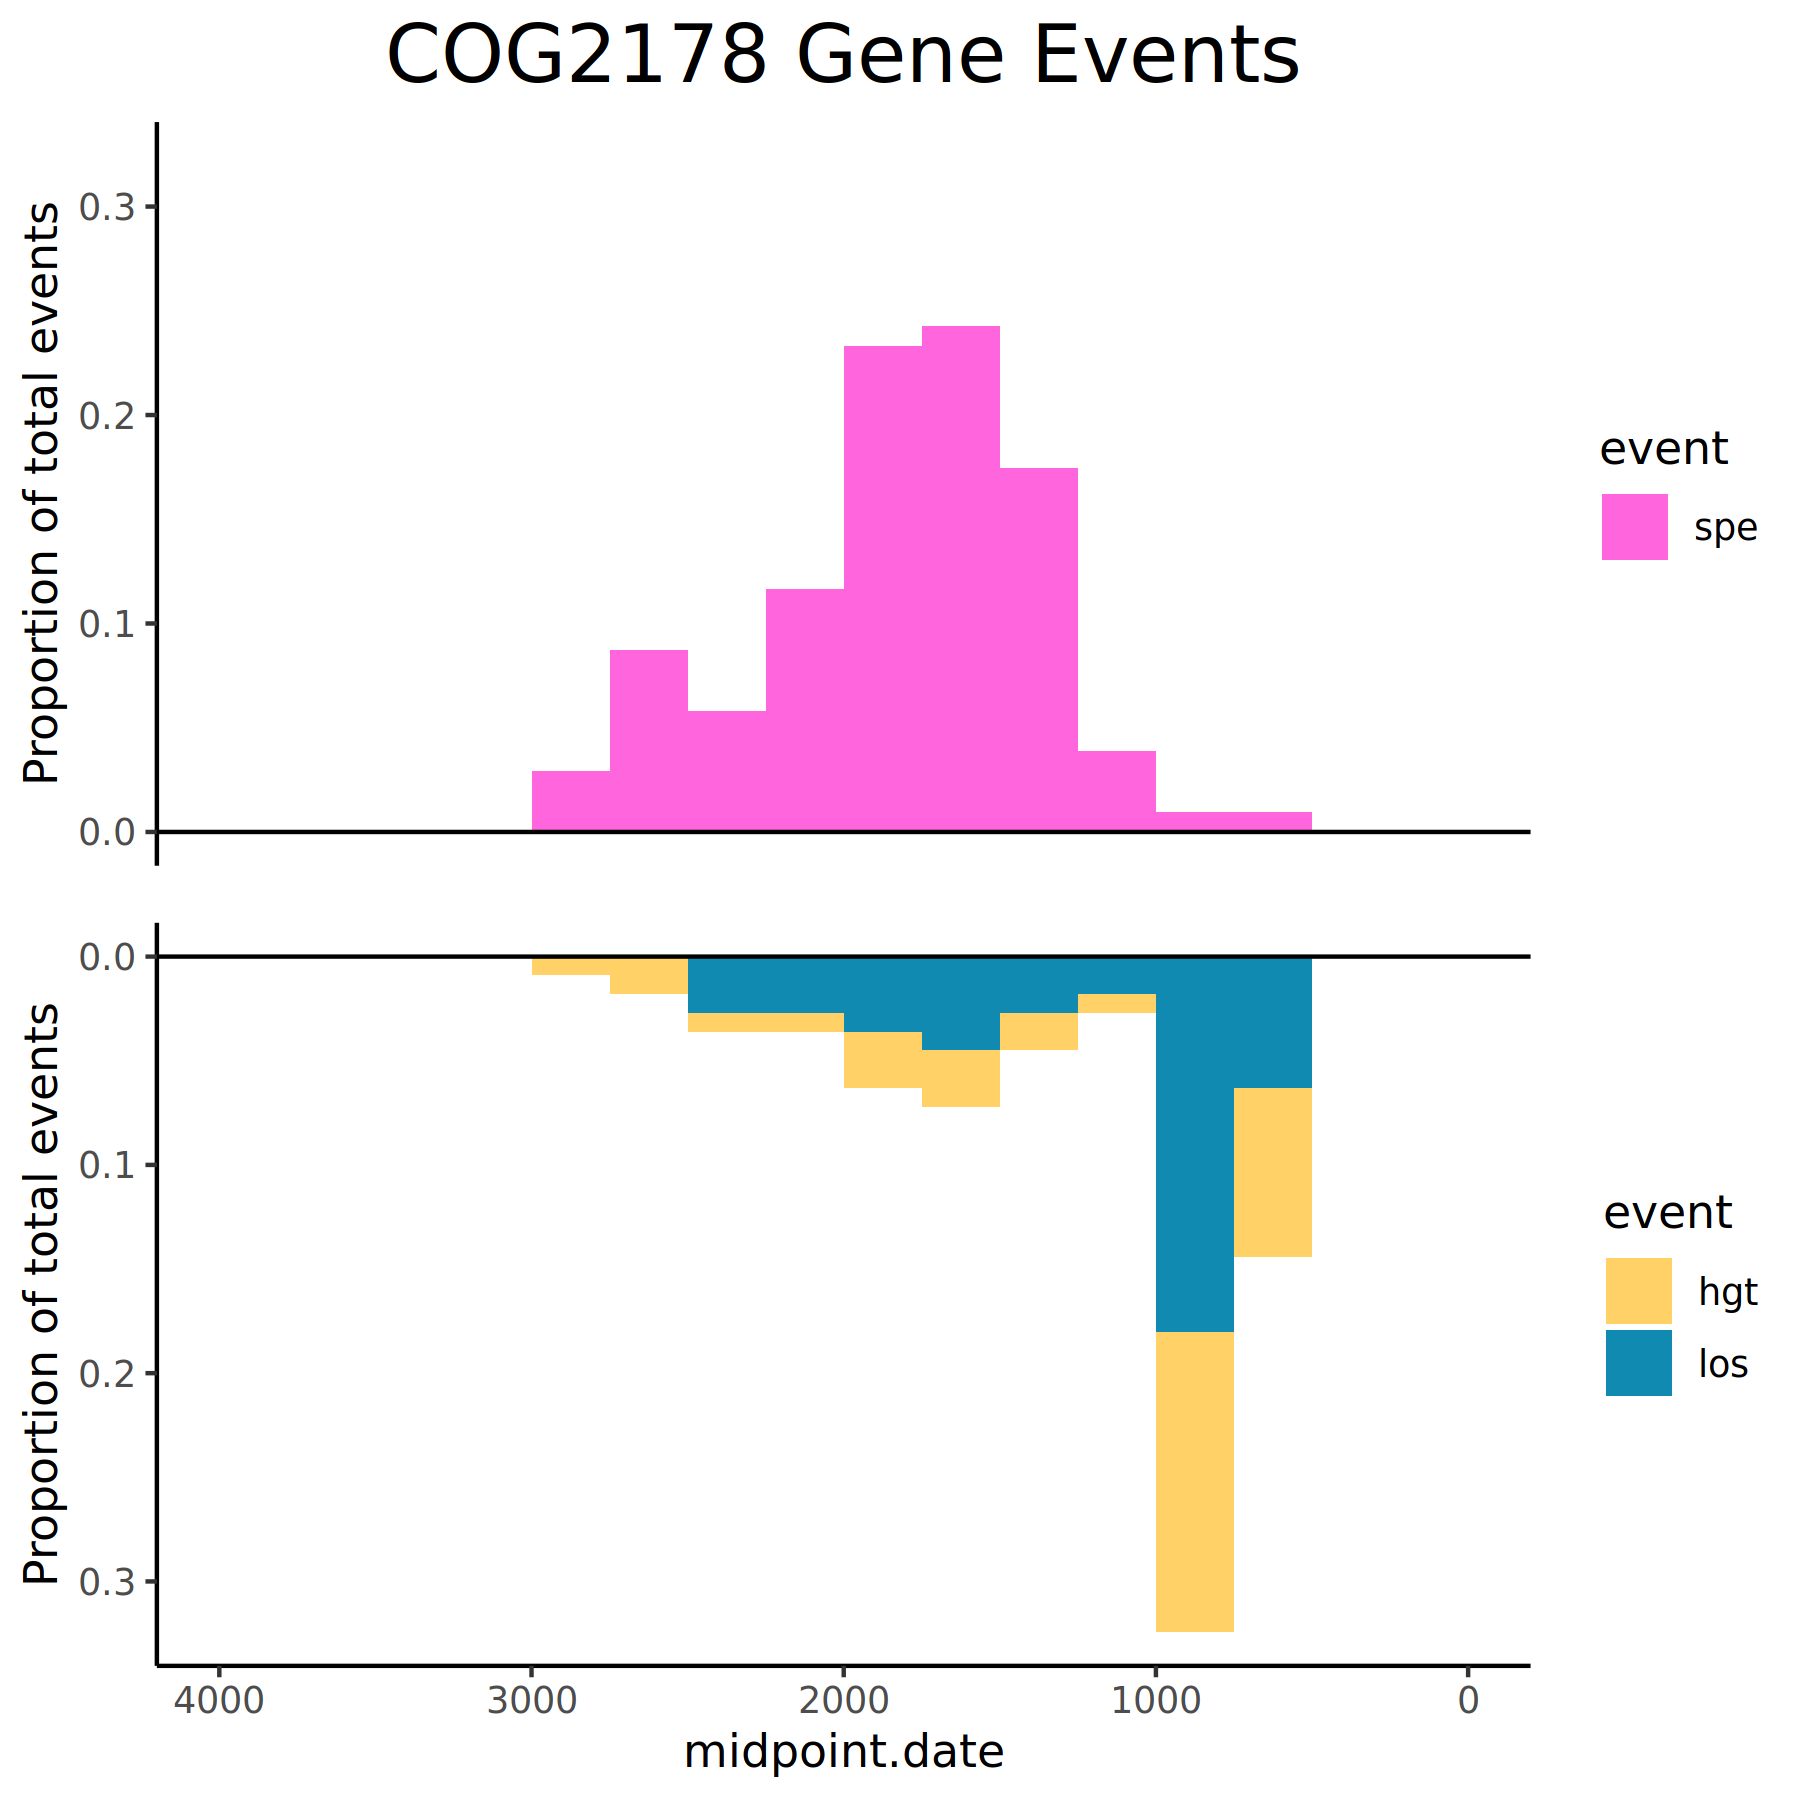 COG2178 Gene Events
Proportion of total events
0.3
0.2
0.1
0.0
event
spe
Proportion of total events
0.0
0.1
0.2
0.3
event
hgt
los
4000 3000 2000 1000 0
midpoint.date